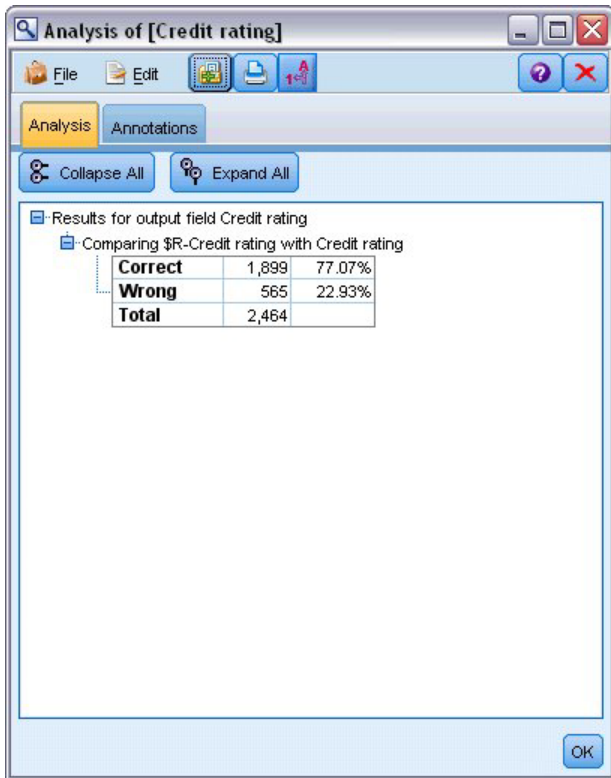 Analysis of [Credit rating]
File Edit
Analysis Annotations
Collapse All Expand All
Results for output field Credit rating
Comparing $R-Credit rating with Credit rating
Correct 1,899 77.07%
Wrong 565 22.93%
Total 2,464
OK